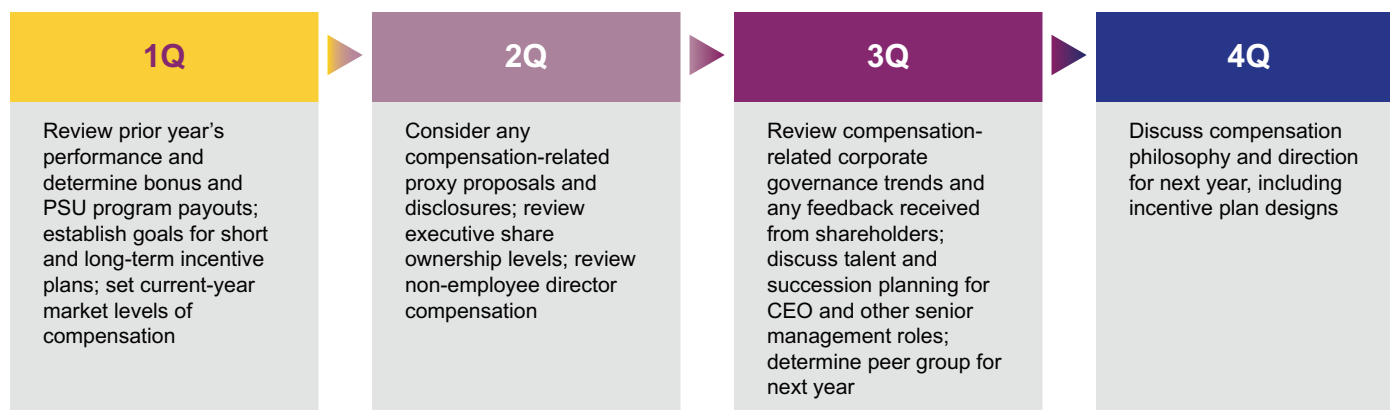 1Q
Review prior year’s
performance and
determine bonus and
PSU program payouts;
establish goals for short
and long-term incentive
plans; set current-year
market levels of
compensation
2Q
Consider any
compensation-related
proxy proposals and
disclosures; review
executive share
ownership levels; review
non-employee director
compensation
3Q
Review compensation-
related corporate
governance trends and
any feedback received
from shareholders;
discuss talent and
succession planning for
CEO and other senior
management roles;
determine peer group for
next year
4Q
Discuss compensation
philosophy and direction
for next year, including
incentive plan designs